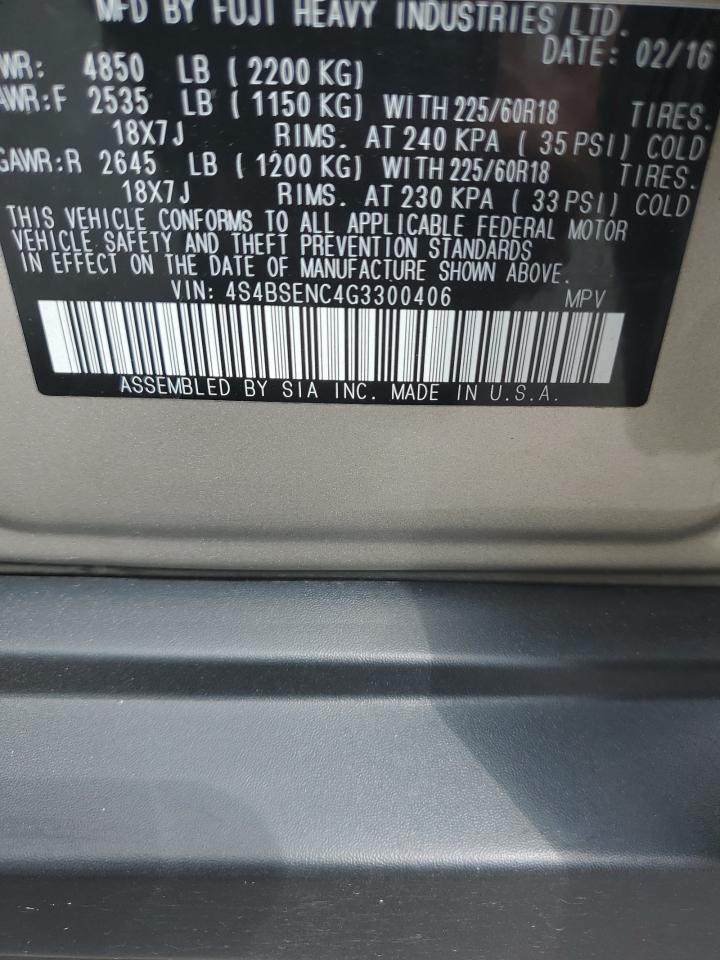 MFD BY FUJI HEAVY INDUSTRIES LTD.
DATE: 02/16
WR: 4850 LB ( 2200 KG)
AWR:F 2535 LB ( 1150 KG) WITH 225/60R18 TIRES.
18X7J RIMS. AT 240 KPA ( 35 PSI) COLD
GAWR:R 2645 LB ( 1200 KG) WITH 225/60R18 TIRES.
18X7J RIMS. AT 230 KPA ( 33 PSI) COLD
THIS VEHICLE CONFORMS TO ALL APPLICABLE FEDERAL MOTOR
VEHICLE SAFETY AND THEFT PREVENTION STANDARDS
IN EFFECT ON THE DATE OF MANUFACTURE SHOWN ABOVE.
VIN: 4S4BSENC4G3300406 MPV
ASSEMBLED BY SIA INC. MADE IN U.S.A.